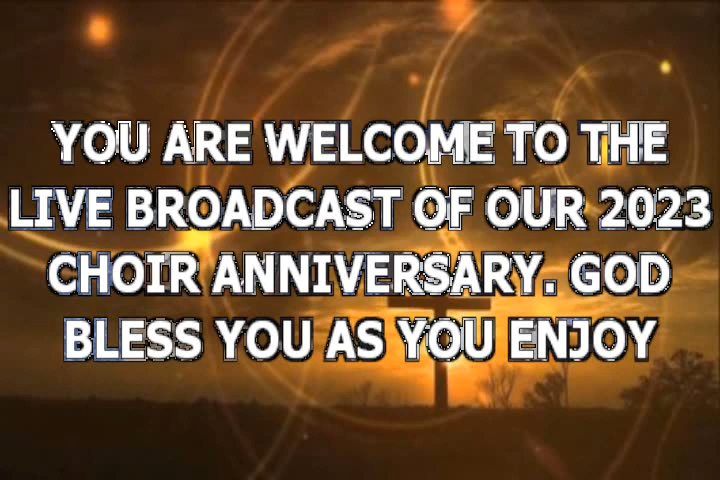 YOU ARE WELCOME TO THE
LIVE BROADCAST OF OUR 2023
CHOIR ANNIVERSARY. GOD
BLESS YOU AS YOU ENJOY